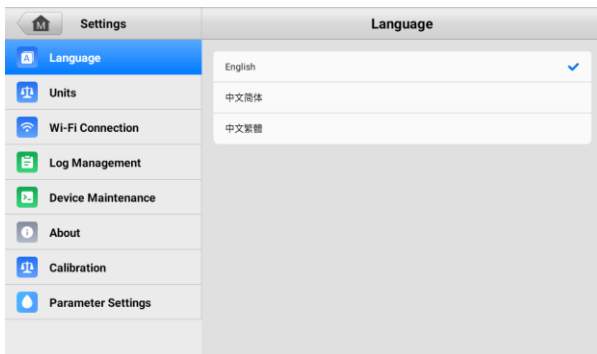 M
Settings
Language
A
Language
Units
Wi-Fi Connection
Log Management
Device Maintenance
About
Calibration
Parameter Settings
English
中文简体
中文繁體